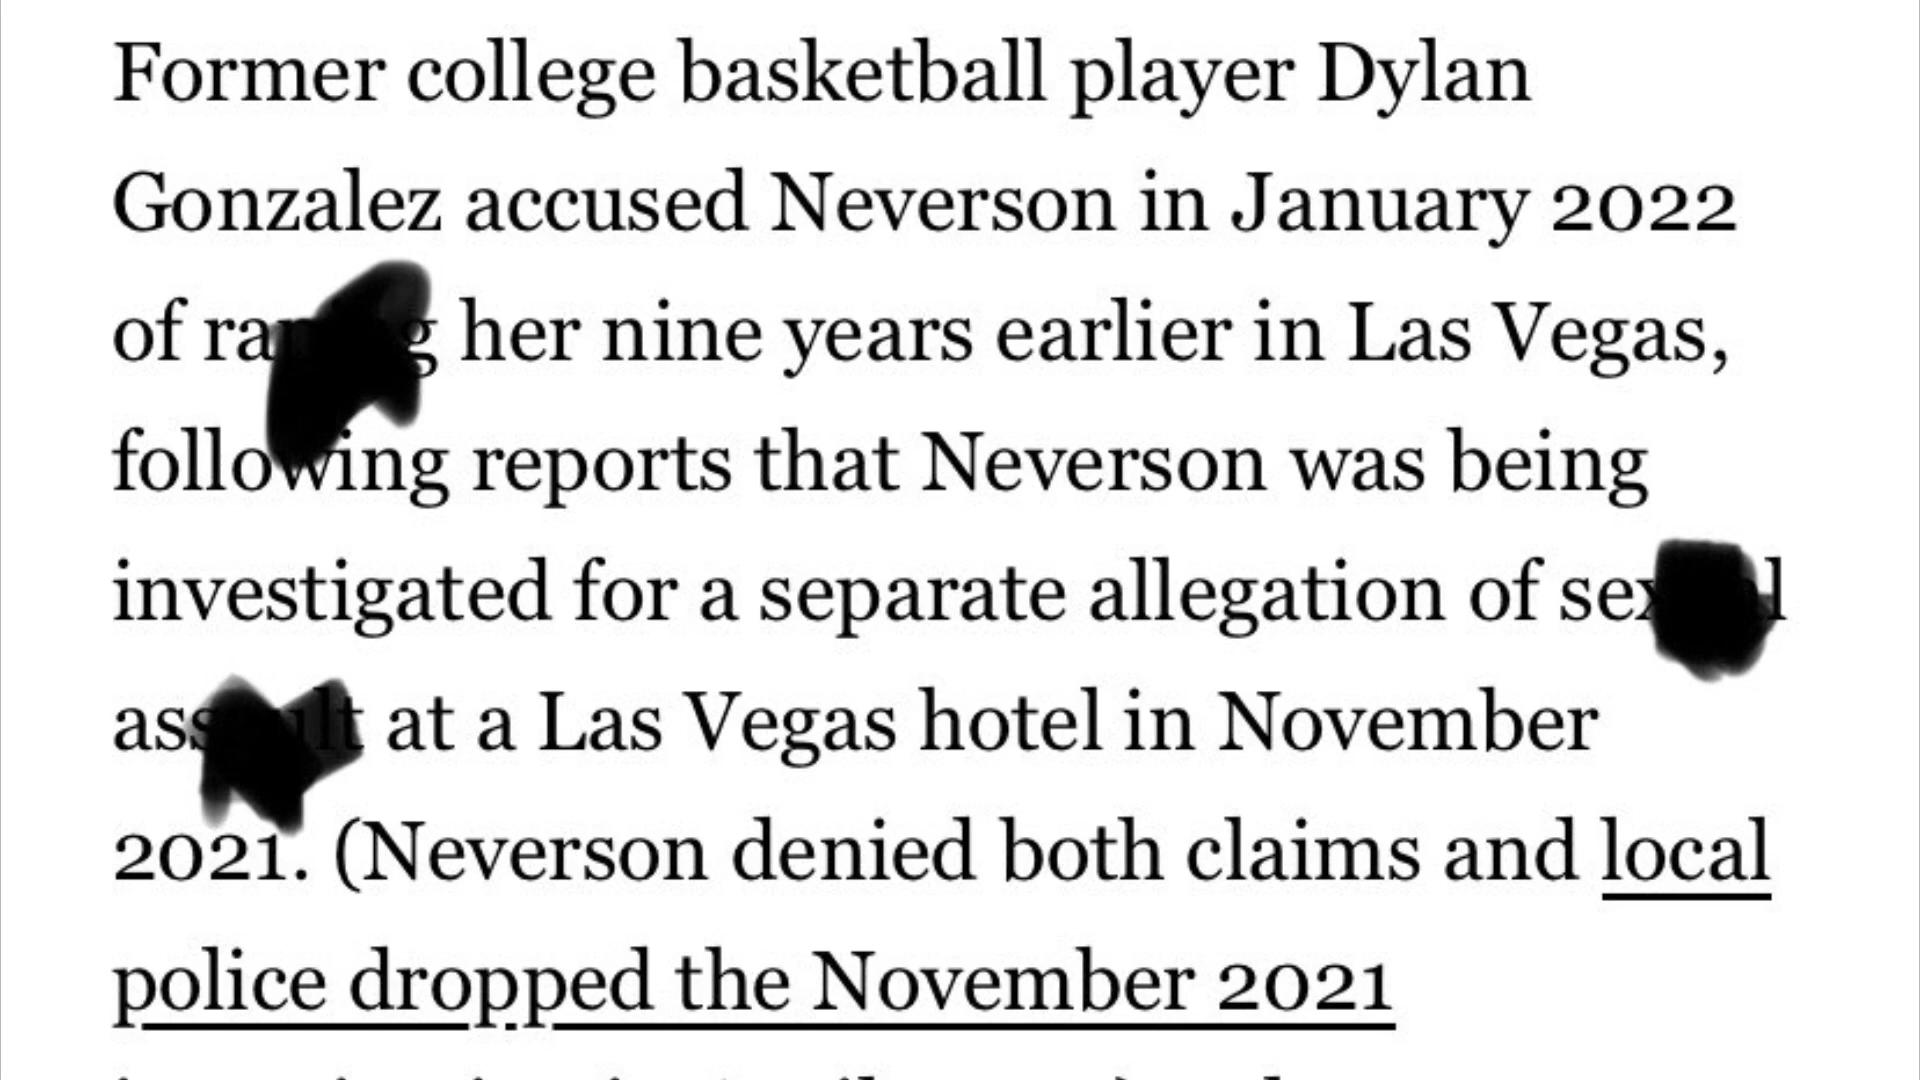 Former college basketball player Dylan
Gonzalez accused Neverson in January 2022
of her nine years earlier in Las Vegas,
following reports that Neverson was being
investigated for a separate allegation of
at a Las Vegas hotel in November
2021. (Neverson denied both claims and local
police dropped the November 2021